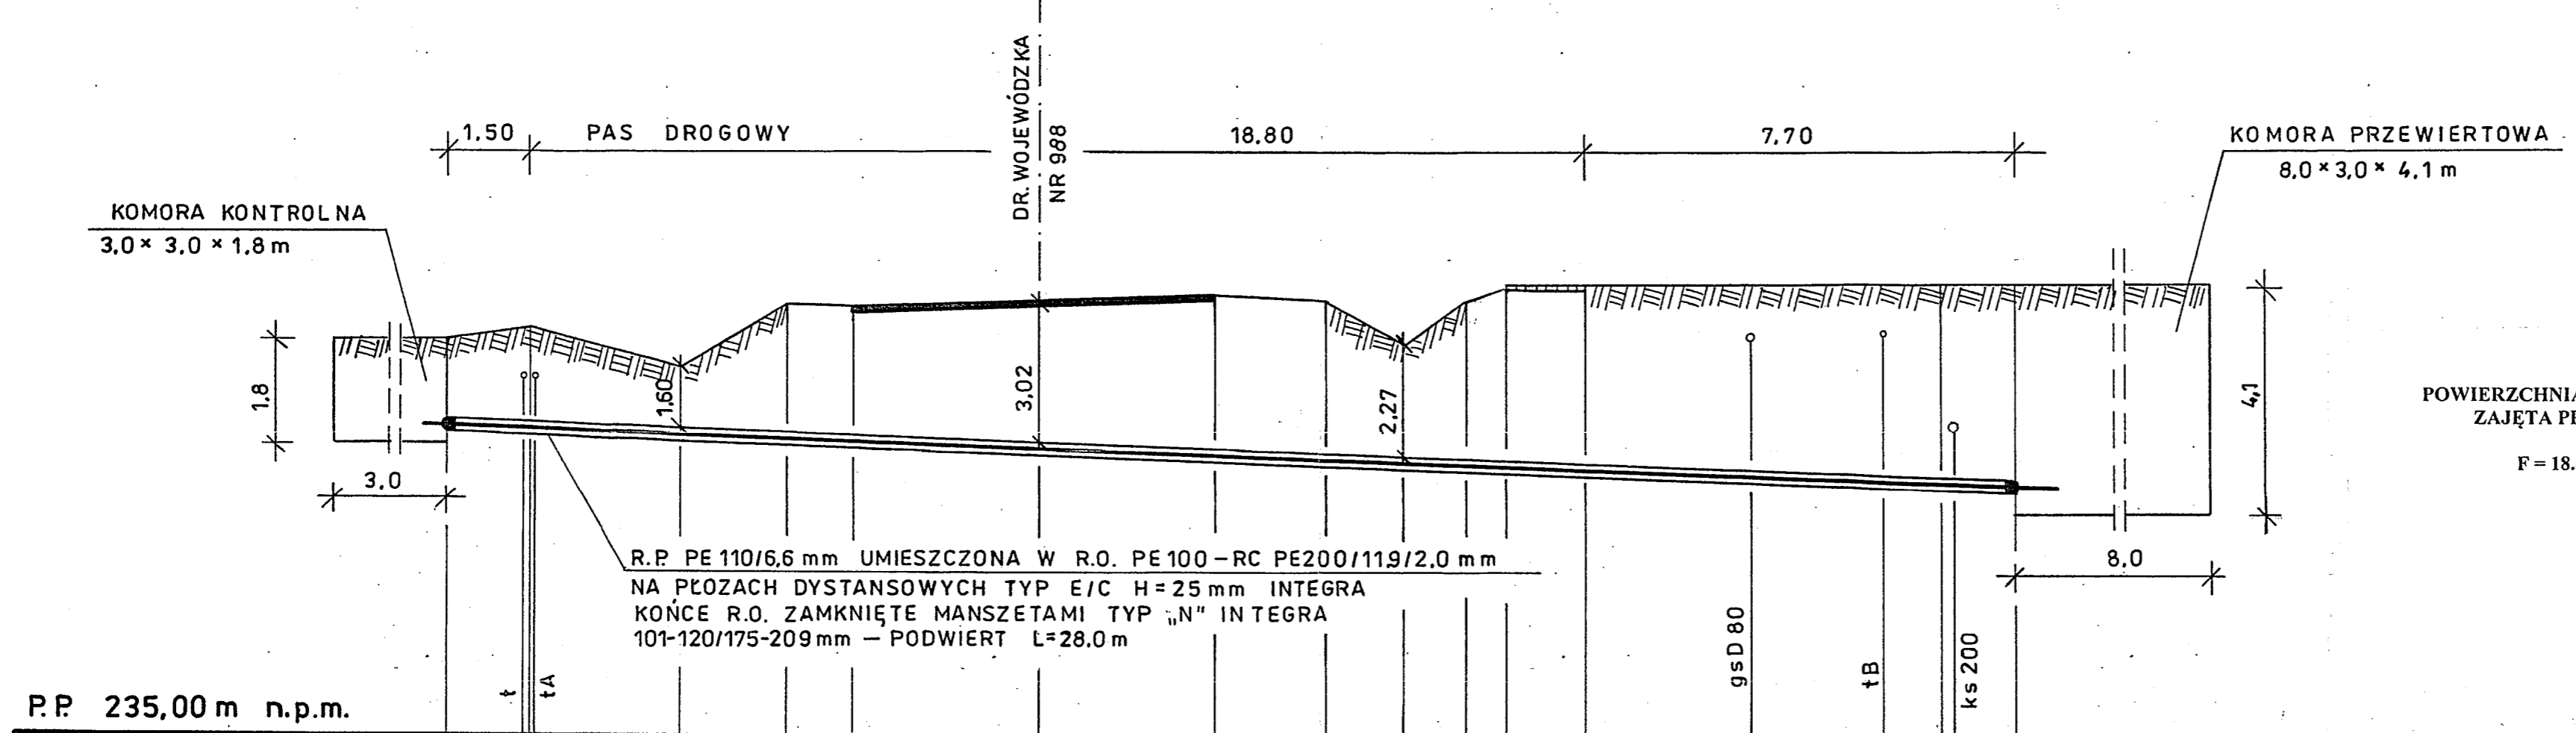 DR. WOJEWÓDZKA
NR 988
1.50 PAS DROGOWY 18.80 7.70
KOMORA PRZEWIERTOWA
8,0 × 3,0 × 4,1 m
KOMORA KONTROLNA
3,0 × 3,0 × 1,8 m
1.8
1,60
3,02
2,27
4,1
POWIERZCHNIA
F = 18.
3.0
8,0
R.P. PE 110/6,6 mm UMIESZCZONA W R.O. PE100-RC PE200/11,9/2,0 mm
NA PŁOZACH DYSTANSOWYCH TYP E/C H=25 mm INTEGRA
KOŃCE R.O. ZAMKNIĘTE MANSZETAMI TYP „N" INTEGRA
101-120/175-209 mm — PODWIERT L=28,0 m
t
tA
gsD 80
tB
ks 200
P.P. 235,00 m n.p.m.
ZAJĘTA